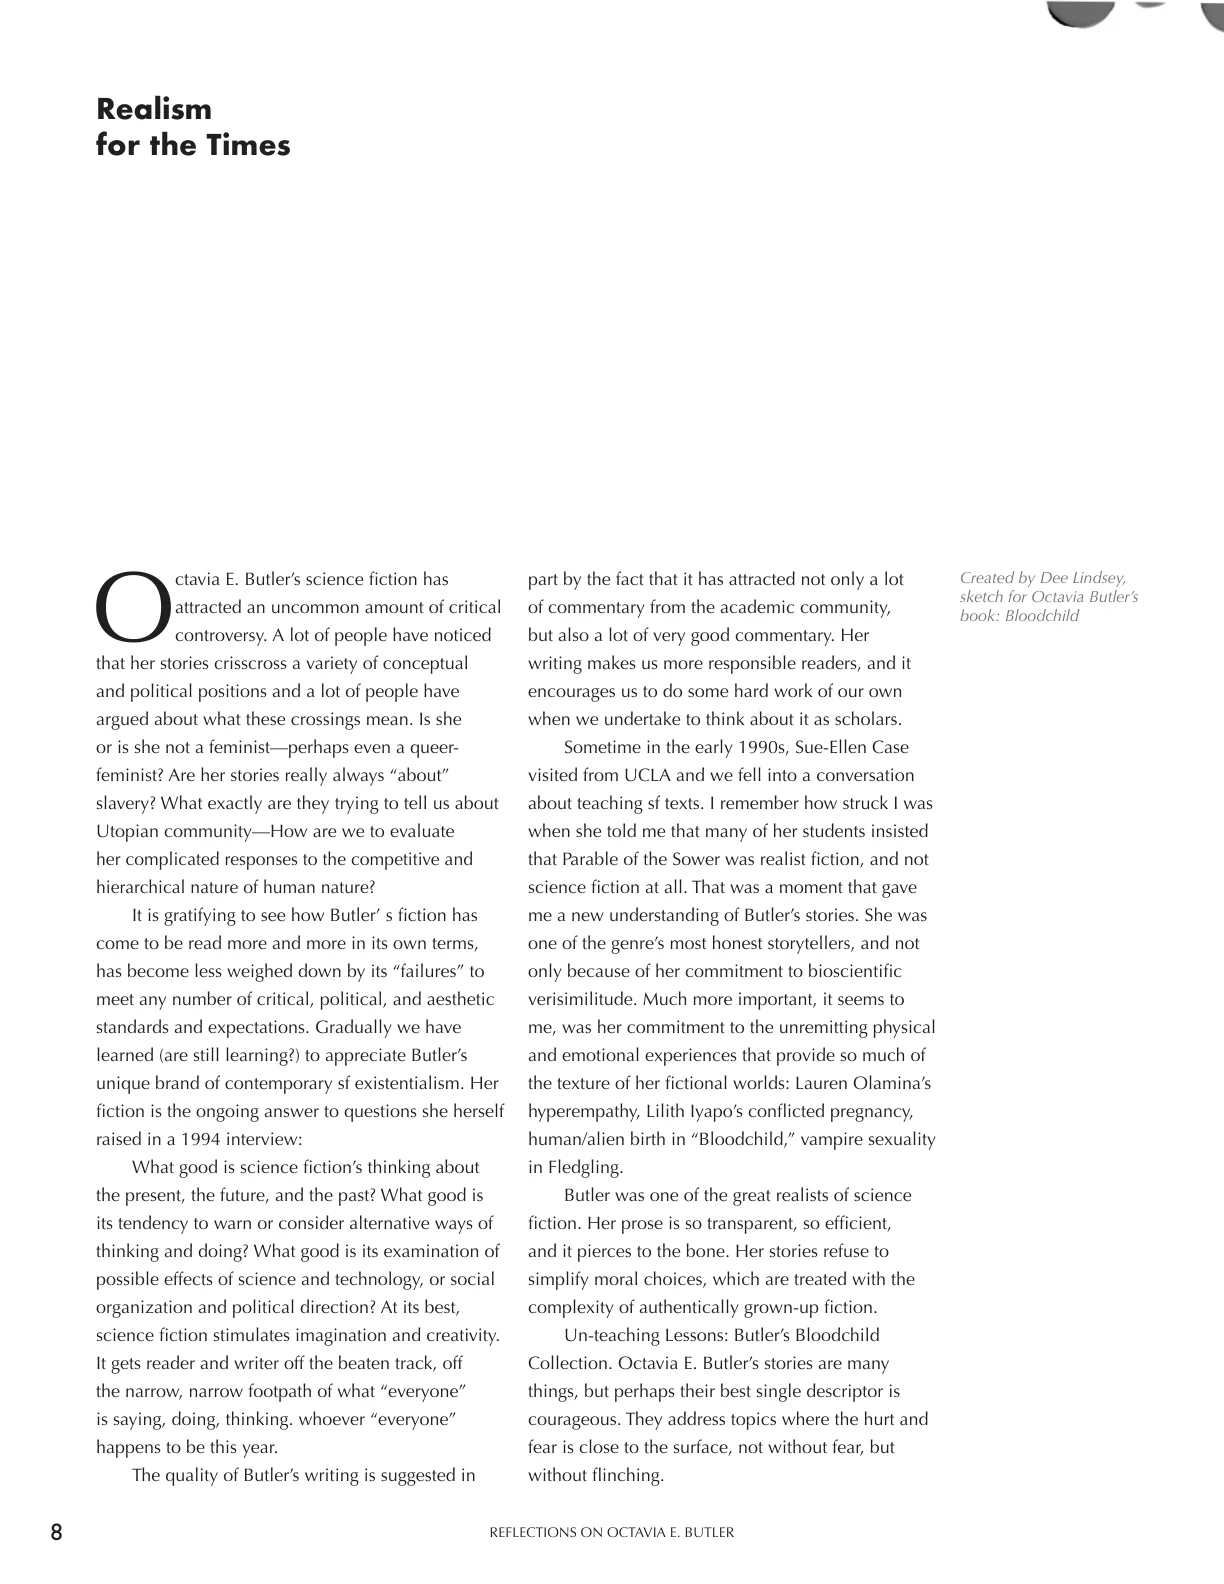 Realism
for the Times
Octavia E. Butler’s science fiction has
attracted an uncommon amount of critical
controversy. A lot of people have noticed
that her stories crisscross a variety of conceptual
and political positions and a lot of people have
argued about what these crossings mean. Is she
or is she not a feminist—perhaps even a queer-
feminist? Are her stories really always “about”
slavery? What exactly are they trying to tell us about
Utopian community—How are we to evaluate
her complicated responses to the competitive and
hierarchical nature of human nature?
It is gratifying to see how Butler’ s fiction has
come to be read more and more in its own terms,
has become less weighed down by its “failures” to
meet any number of critical, political, and aesthetic
standards and expectations. Gradually we have
learned (are still learning?) to appreciate Butler’s
unique brand of contemporary sf existentialism. Her
fiction is the ongoing answer to questions she herself
raised in a 1994 interview:
What good is science fiction’s thinking about
the present, the future, and the past? What good is
its tendency to warn or consider alternative ways of
thinking and doing? What good is its examination of
possible effects of science and technology, or social
organization and political direction? At its best,
science fiction stimulates imagination and creativity.
It gets reader and writer off the beaten track, off
the narrow, narrow footpath of what “everyone”
is saying, doing, thinking. whoever “everyone”
happens to be this year.
The quality of Butler’s writing is suggested in
part by the fact that it has attracted not only a lot
of commentary from the academic community,
but also a lot of very good commentary. Her
writing makes us more responsible readers, and it
encourages us to do some hard work of our own
when we undertake to think about it as scholars.
Sometime in the early 1990s, Sue-Ellen Case
visited from UCLA and we fell into a conversation
about teaching sf texts. I remember how struck I was
when she told me that many of her students insisted
that Parable of the Sower was realist fiction, and not
science fiction at all. That was a moment that gave
me a new understanding of Butler’s stories. She was
one of the genre’s most honest storytellers, and not
only because of her commitment to bioscientific
verisimilitude. Much more important, it seems to
me, was her commitment to the unremitting physical
and emotional experiences that provide so much of
the texture of her fictional worlds: Lauren Olamina’s
hyperempathy, Lilith Iyapo’s conflicted pregnancy,
human/alien birth in “Bloodchild,” vampire sexuality
in Fledgling.
Butler was one of the great realists of science
fiction. Her prose is so transparent, so efficient,
and it pierces to the bone. Her stories refuse to
simplify moral choices, which are treated with the
complexity of authentically grown-up fiction.
Un-teaching Lessons: Butler’s Bloodchild
Collection. Octavia E. Butler’s stories are many
things, but perhaps their best single descriptor is
courageous. They address topics where the hurt and
fear is close to the surface, not without fear, but
without flinching.
Created by Dee Lindsey,
sketch for Octavia Butler’s
book: Bloodchild
8
REFLECTIONS ON OCTAVIA E. BUTLER